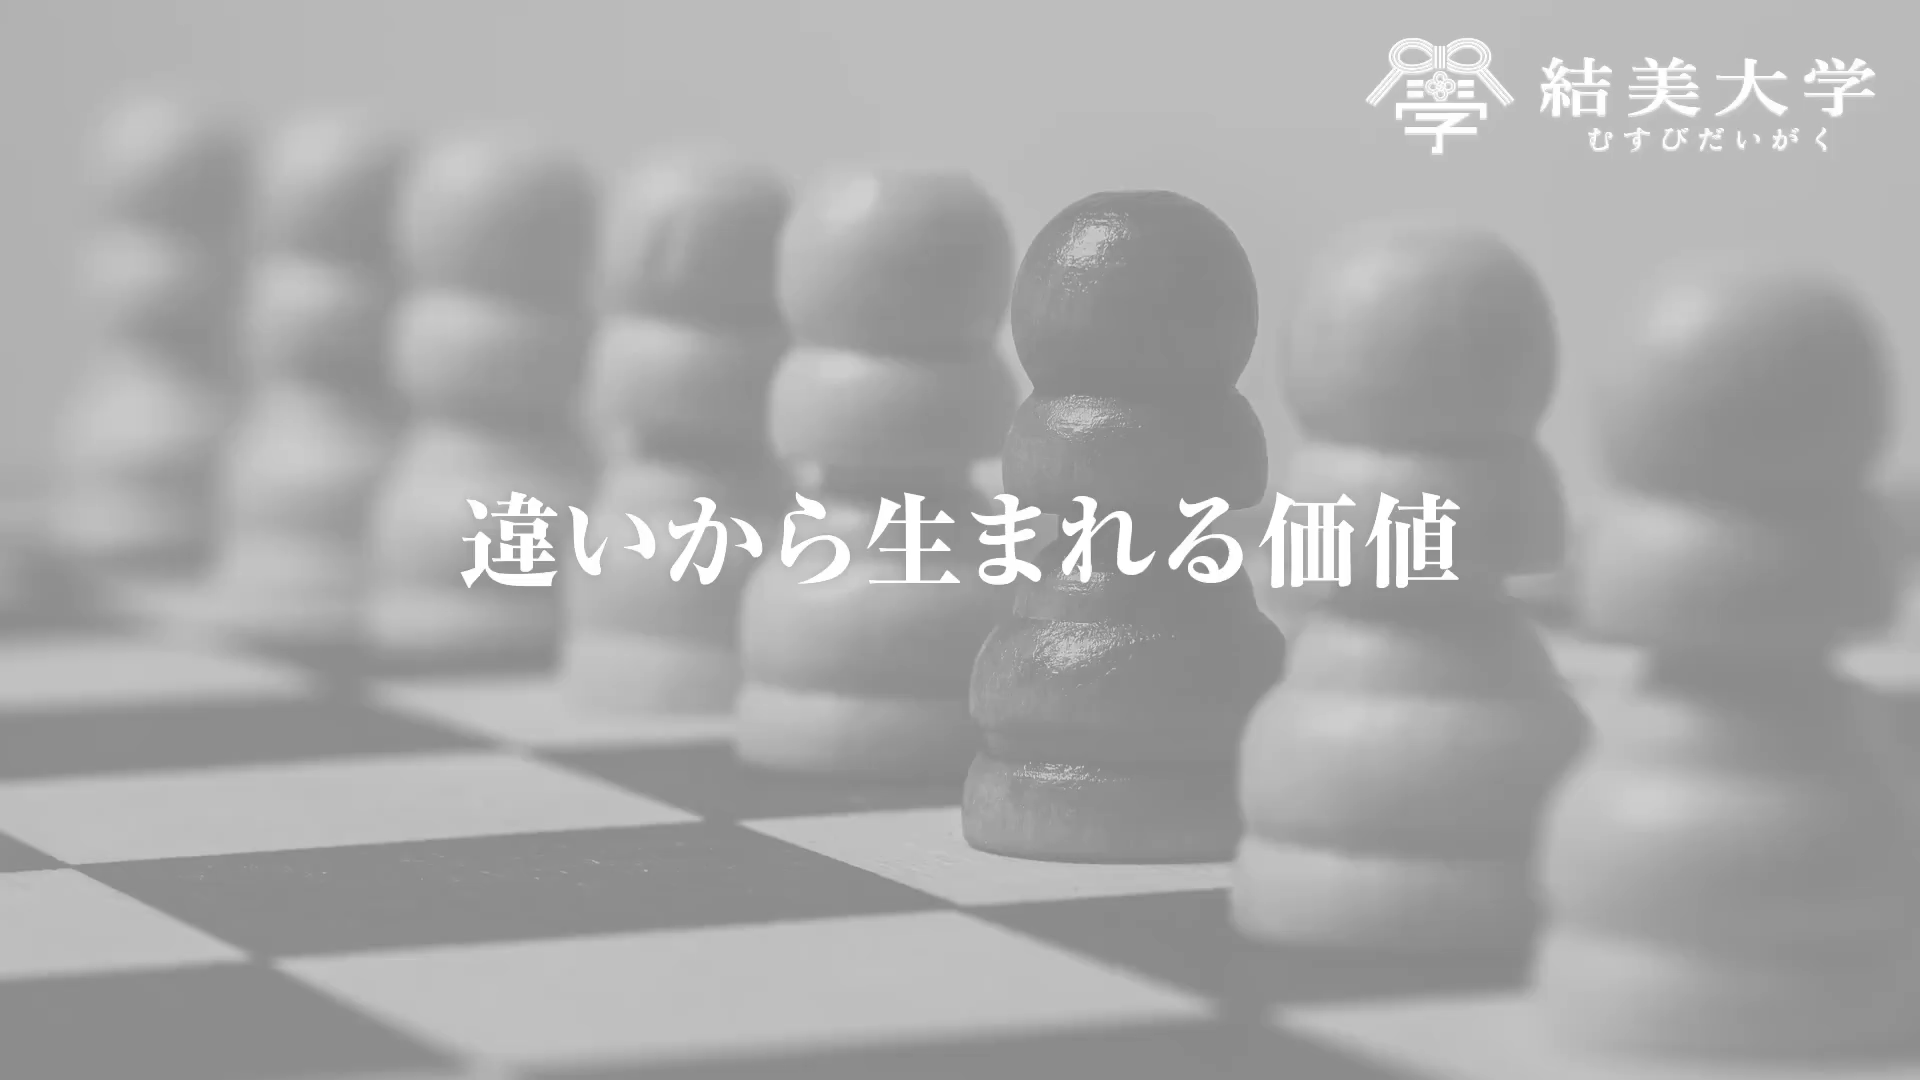 結美大学
むすびだいがく
違いから生まれる価値